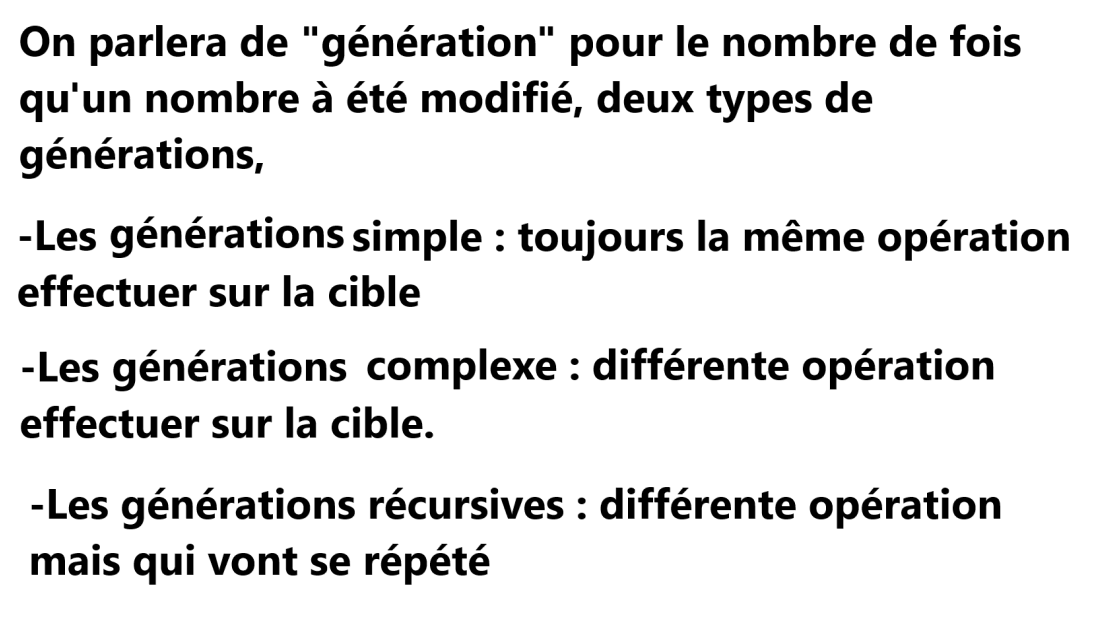 On parlera de "génération" pour le nombre de fois
qu'un nombre à été modifié, deux types de
générations,
-Les générations simple : toujours la même opération
effectuer sur la cible
-Les générations complexe : différente opération
effectuer sur la cible.
-Les générations récursives : différente opération
mais qui vont se répété